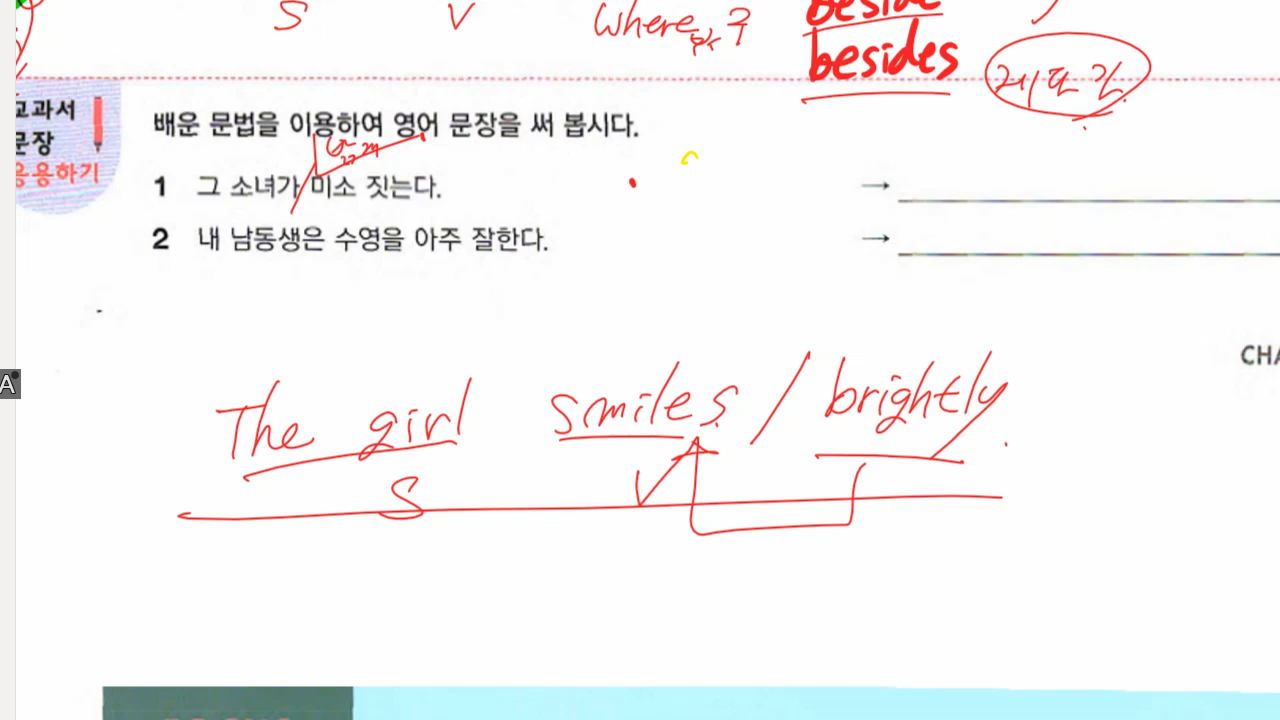 S V where
beside
besides
교과서
문장
응용하기
배운 문법을 이용하여 영어 문장을 써 봅시다.
1 그 소녀가 미소 짓는다. →
2 내 남동생은 수영을 아주 잘한다. →
CHA
A
The girl smiles / brightly.
S V